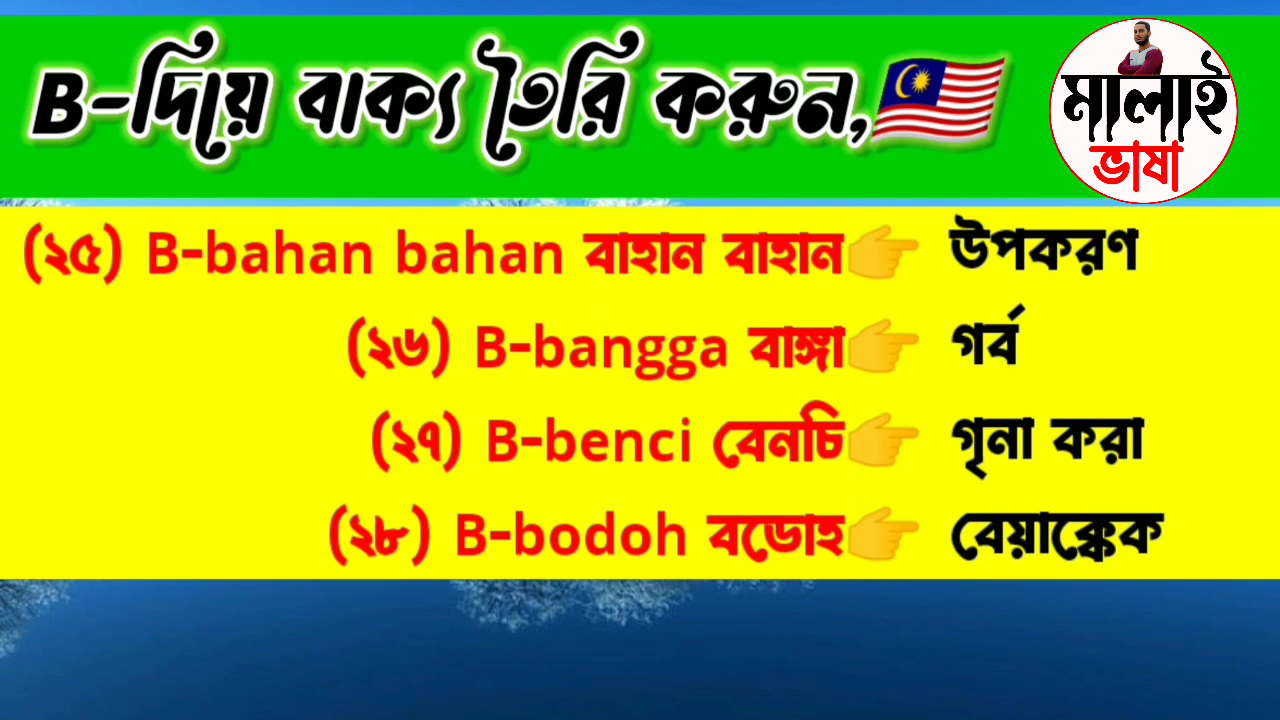 B-দিয়ে বাক্য তৈরি করুন,
মালাই
ভাষা
(২৫) B-bahan bahan বাহান বাহান👉 উপকরণ
(২৬) B-bangga বাঙ্গা👉 গর্ব
(২৭) B-benci বেনচি👉 গৃনা করা
(২৮) B-bodoh বডোহ👉 বেয়াক্কেক